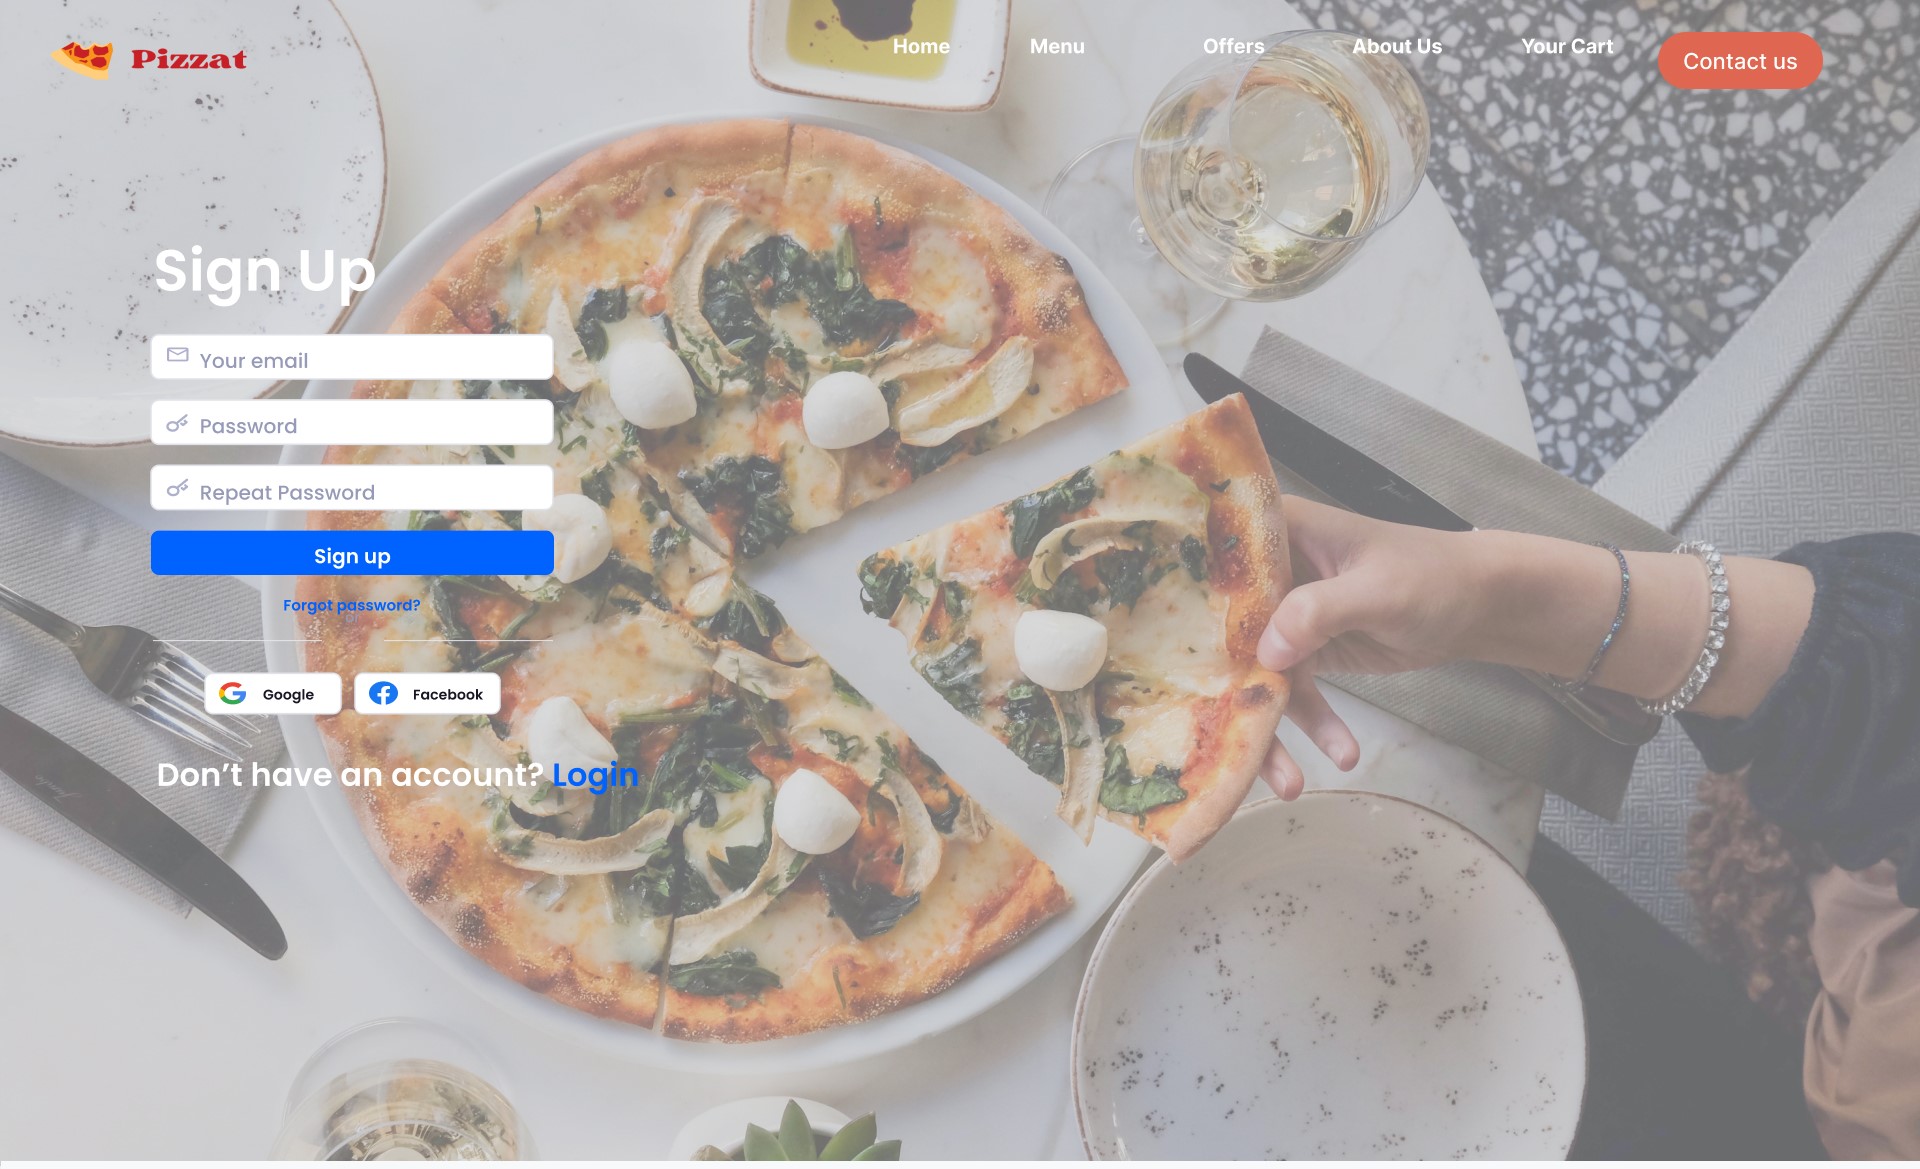 Pizzat
Home Menu Offers About Us Your Cart Contact us
Sign Up
Your email
Password
Repeat Password
Sign up
Forgot password?
Google Facebook
Don’t have an account? Login